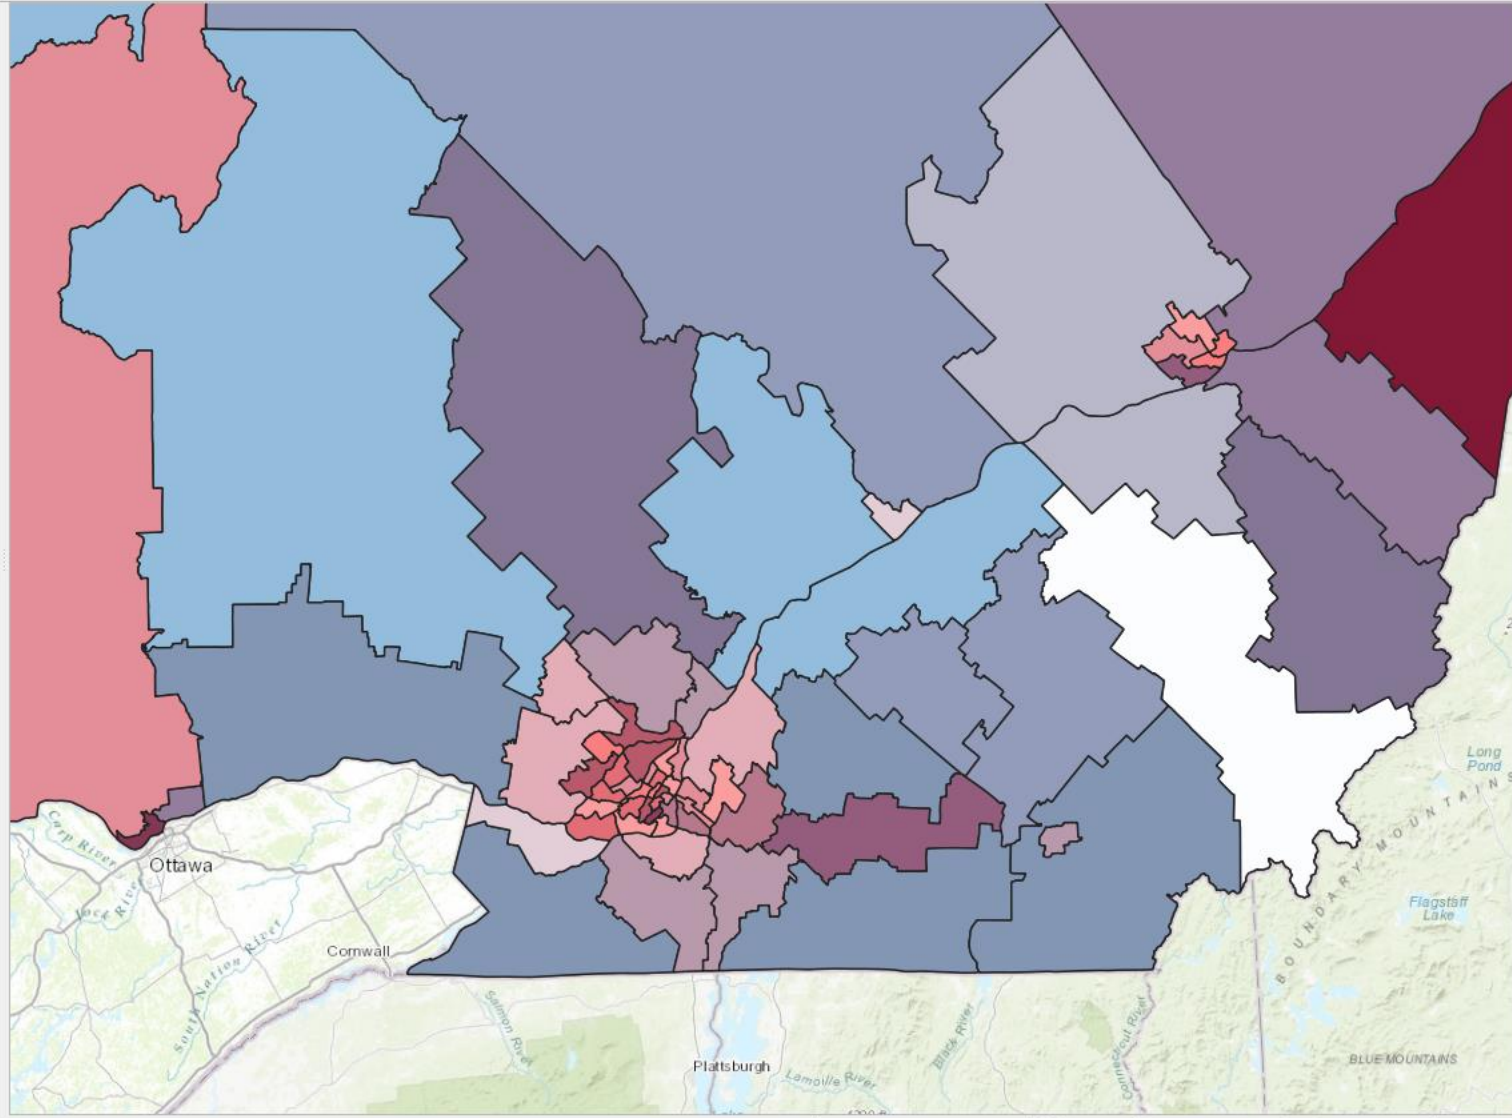 Long
Pond
Carp River
Ottawa
Jock River
Flagstaff
Lake
BOUNDARY MOUNTAINS
Cornwall
South Nation River
Salmon River
Black River
Connecticut River
Plattsburgh
Lamoille River
BLUE MOUNTAINS